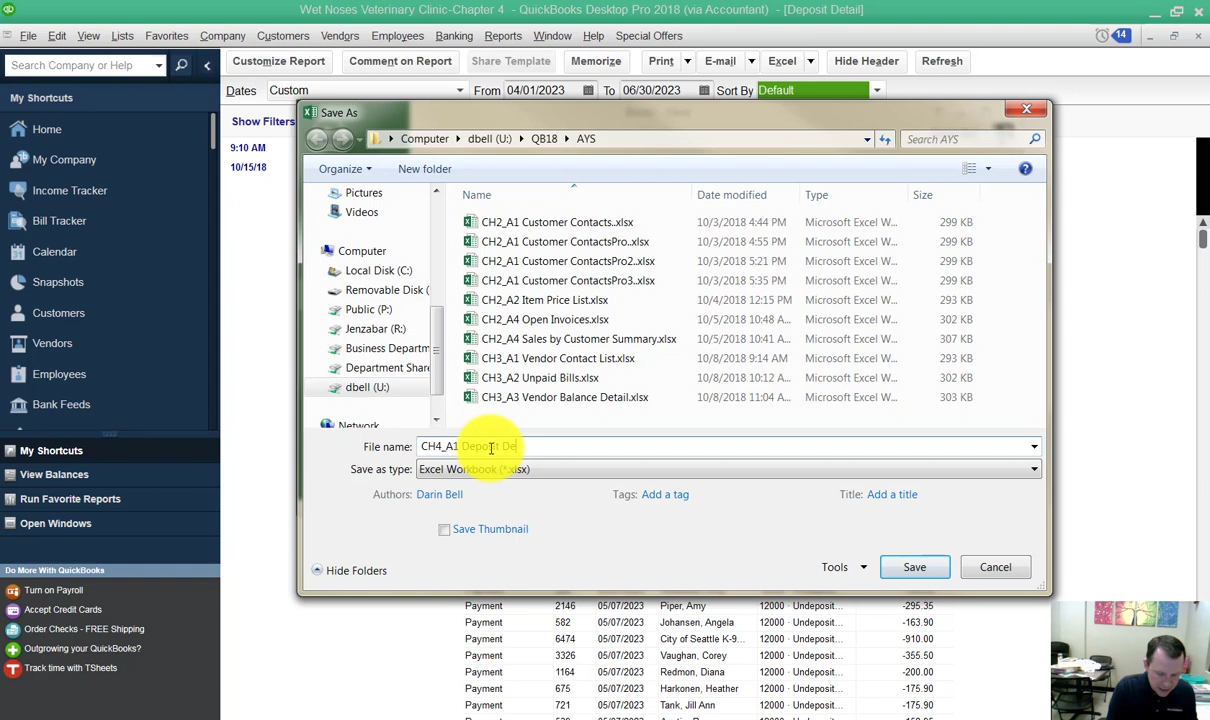 Wet Noses Veterinary Clinic-Chapter 4 - QuickBooks Desktop Pro 2018 (via Accountant) - [Deposit Detail]
File Edit View Lists Favorites Company Customers Vendors Employees Banking Reports Window Help Special Offers 14
Search Company or Help
Customize Report Comment on Report Share Template Memorize Print E-mail Excel Hide Header Refresh
My Shortcuts
Dates Custom From 04/01/2023 To 06/30/2023 Sort By Default
Show Filters
9:10 AM
10/15/18
Home
My Company
Income Tracker
Bill Tracker
Calendar
Snapshots
Customers
Vendors
Employees
Bank Feeds
My Shortcuts
View Balances
Run Favorite Reports
Open Windows
Do More With QuickBooks
Turn on Payroll
Accept Credit Cards
Order Checks - FREE Shipping
Outgrowing your QuickBooks?
Track time with TSheets
Save As
Computer dbell (U:) QB18 AYS
Search AYS
Organize New folder
Pictures
Videos
Computer
Local Disk (C:)
Removable Disk (
Public (P:)
Jenzabar (R:)
Business Departm
Department Share
dbell (U:)
Network
Name Date modified Type Size
CH2_A1 Customer Contacts..xlsx 10/3/2018 4:44 PM Microsoft Excel W... 299 KB
CH2_A1 Customer ContactsPro..xlsx 10/3/2018 4:55 PM Microsoft Excel W... 299 KB
CH2_A1 Customer ContactsPro2..xlsx 10/3/2018 5:21 PM Microsoft Excel W... 299 KB
CH2_A1 Customer ContactsPro3..xlsx 10/3/2018 5:35 PM Microsoft Excel W... 299 KB
CH2_A2 Item Price List.xlsx 10/4/2018 12:15 PM Microsoft Excel W... 293 KB
CH2_A4 Open Invoices.xlsx 10/5/2018 10:48 A... Microsoft Excel W... 302 KB
CH2_A4 Sales by Customer Summary.xlsx 10/5/2018 10:41 A... Microsoft Excel W... 307 KB
CH3_A1 Vendor Contact List.xlsx 10/8/2018 9:14 AM Microsoft Excel W... 293 KB
CH3_A2 Unpaid Bills.xlsx 10/8/2018 10:12 A... Microsoft Excel W... 302 KB
CH3_A3 Vendor Balance Detail.xlsx 10/8/2018 11:04 A... Microsoft Excel W... 303 KB
File name: CH4_A1 Deposit De
Save as type: Excel Workbook (*.xlsx)
Authors: Darin Bell Tags: Add a tag Title: Add a title
Save Thumbnail
Hide Folders Tools Save Cancel
Payment 2146 05/07/2023 Piper, Amy 12000 · Undeposit... -295.35
Payment 582 05/07/2023 Johansen, Angela 12000 · Undeposit... -163.90
Payment 6474 05/07/2023 City of Seattle K-9... 12000 · Undeposit... -910.00
Payment 3326 05/07/2023 Vaughan, Corey 12000 · Undeposit... -355.50
Payment 1164 05/07/2023 Redmon, Diana 12000 · Undeposit... -200.00
Payment 675 05/07/2023 Harkonen, Heather 12000 · Undeposit... -175.90
Payment 721 05/07/2023 Tank, Jill Ann 12000 · Undeposit... -175.90